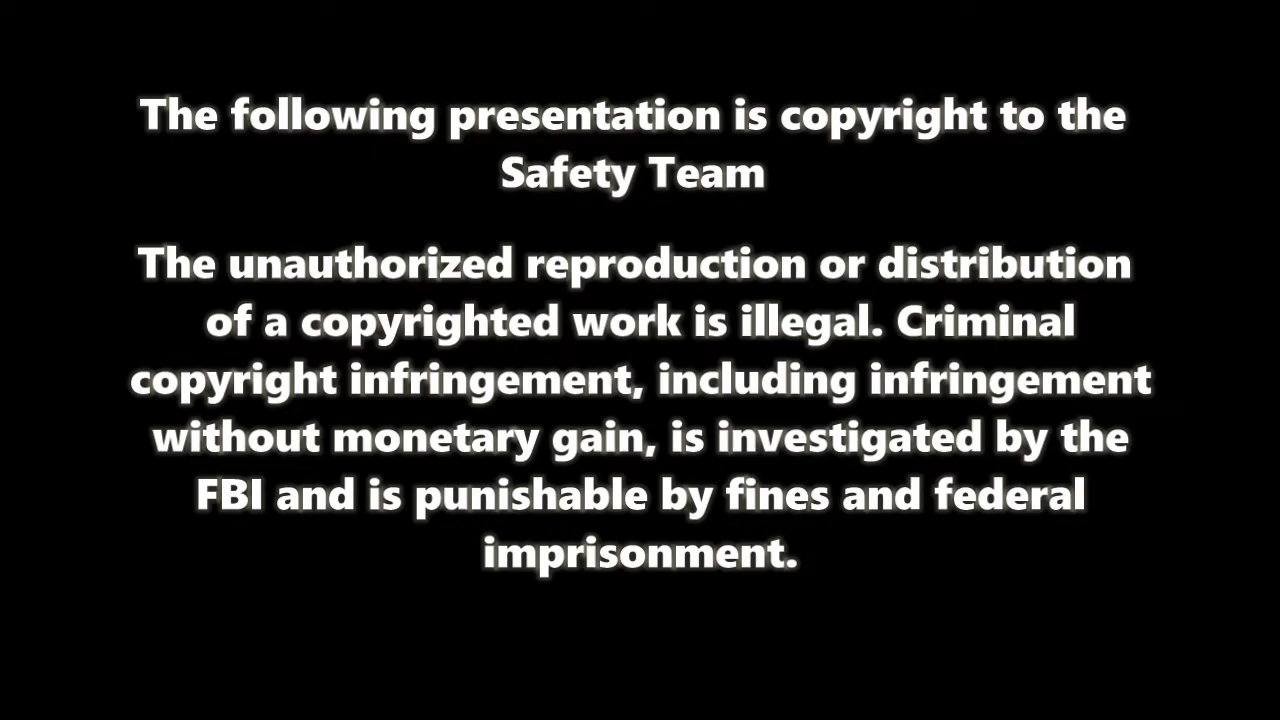 The following presentation is copyright to the
Safety Team
The unauthorized reproduction or distribution
of a copyrighted work is illegal. Criminal
copyright infringement, including infringement
without monetary gain, is investigated by the
FBI and is punishable by fines and federal
imprisonment.